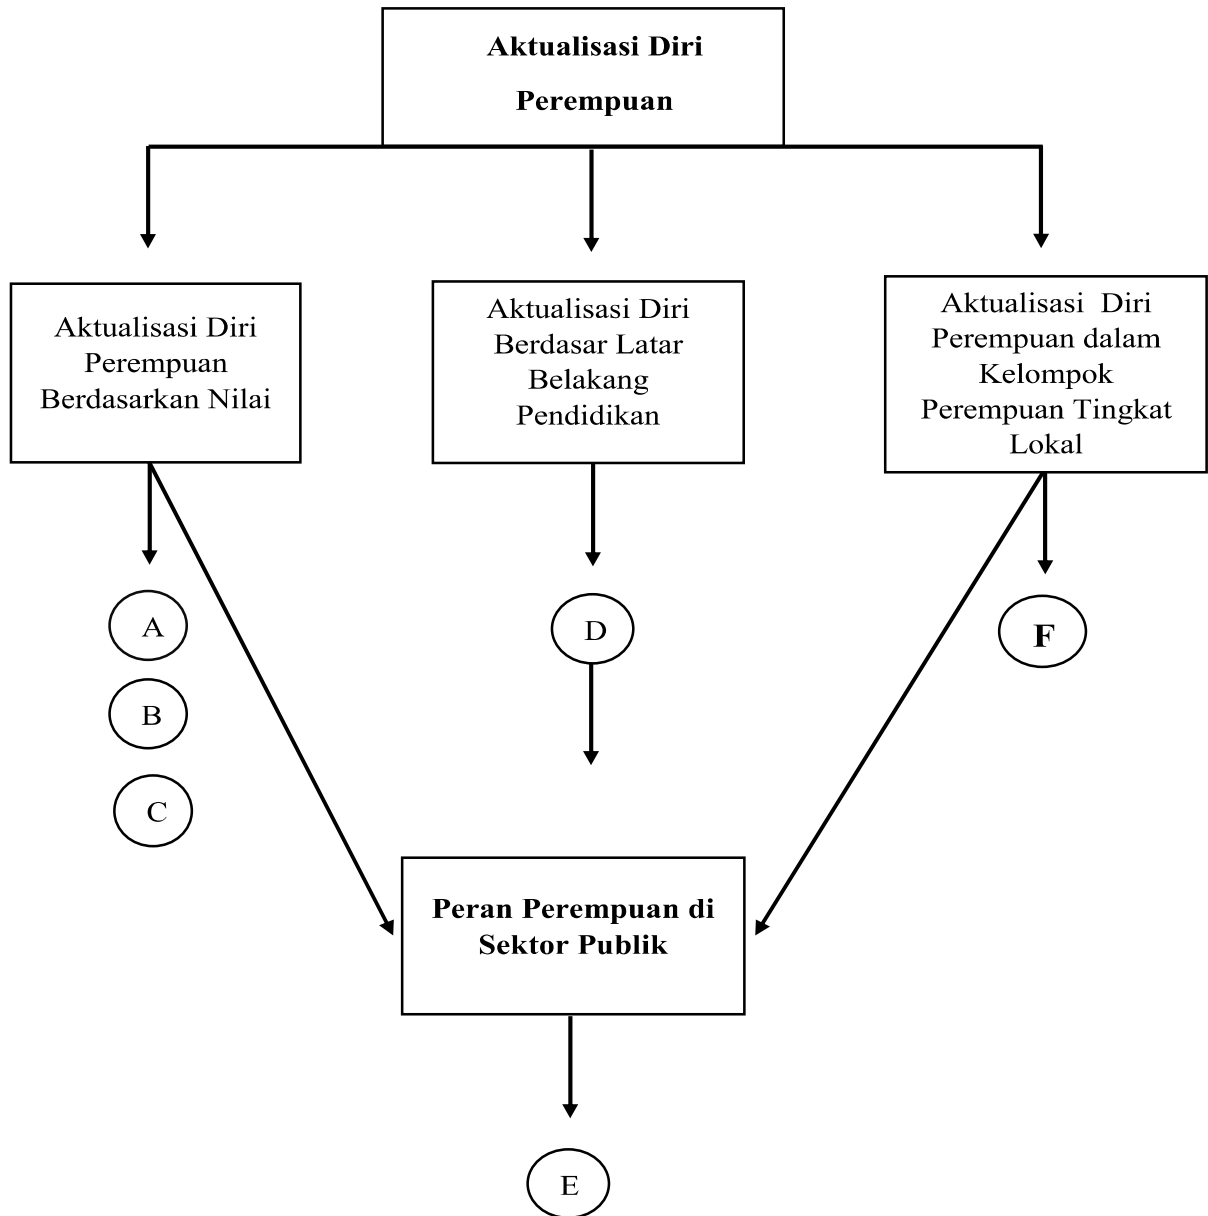 Aktualisasi Diri
Perempuan
Aktualisasi Diri
Perempuan
Berdasarkan Nilai
Aktualisasi Diri
Berdasar Latar
Belakang
Pendidikan
Aktualisasi Diri
Perempuan dalam
Kelompok
Perempuan Tingkat
Lokal
A
B
C
D
F
Peran Perempuan di
Sektor Publik
E